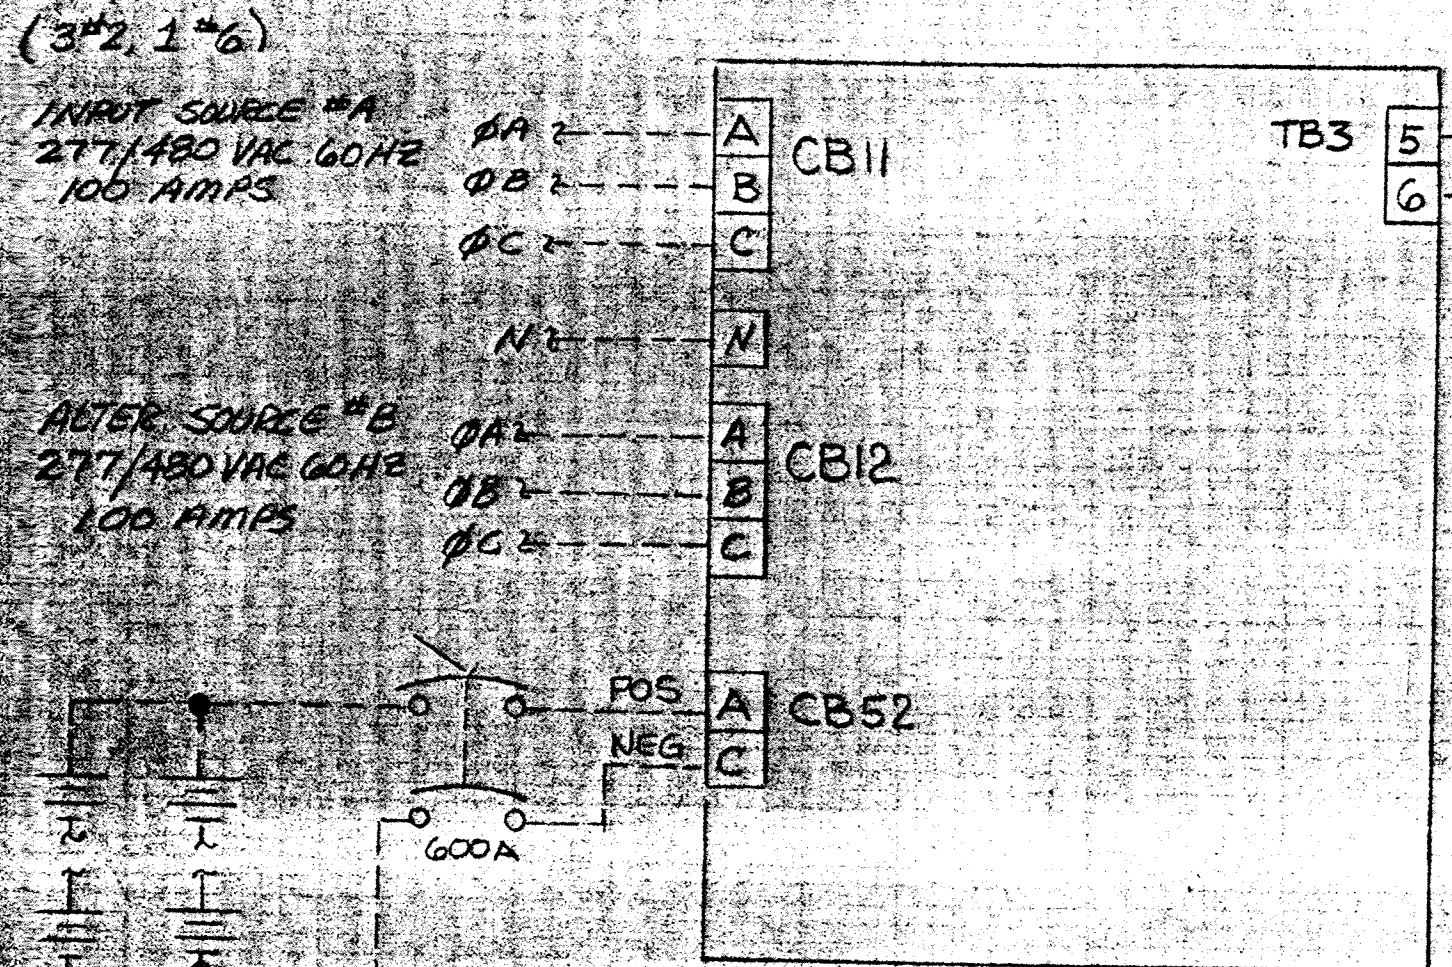 (3#2, 1#6)
INPUT SOURCE #A
277/480 VAC 60HZ
100 AMPS
ØA
ØB
ØC
N
A
B
C
CB11
N
TB3
5
6
ALTER. SOURCE #B
277/480 VAC 60HZ
100 AMPS
ØA
ØB
ØC
A
B
C
CB12
POS
NEG
A
C
CB52
600A